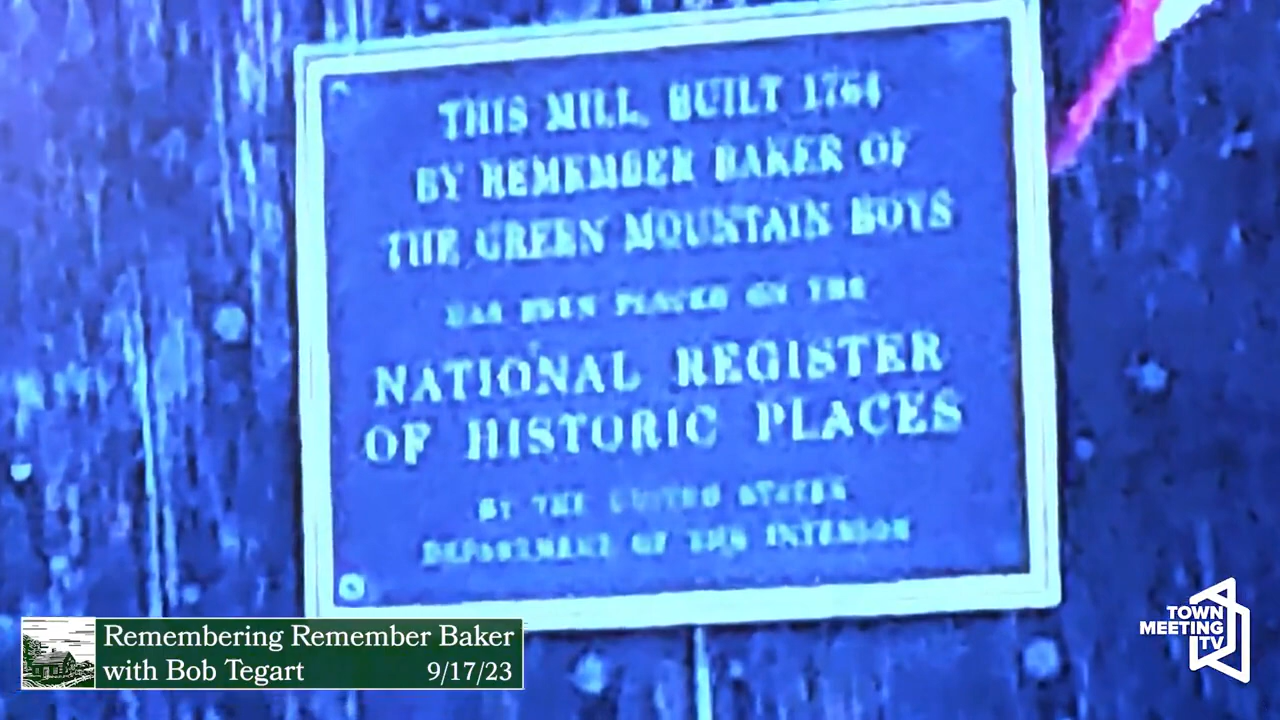 THIS MILL, BUILT 1764
BY REMEMBER BAKER OF
THE GREEN MOUNTAIN BOYS
HAS BEEN PLACED ON THE
NATIONAL REGISTER
OF HISTORIC PLACES
BY THE UNITED STATES
DEPARTMENT OF THE INTERIOR
Remembering Remember Baker
with Bob Tegart 9/17/23
TOWN
MEETING
TV